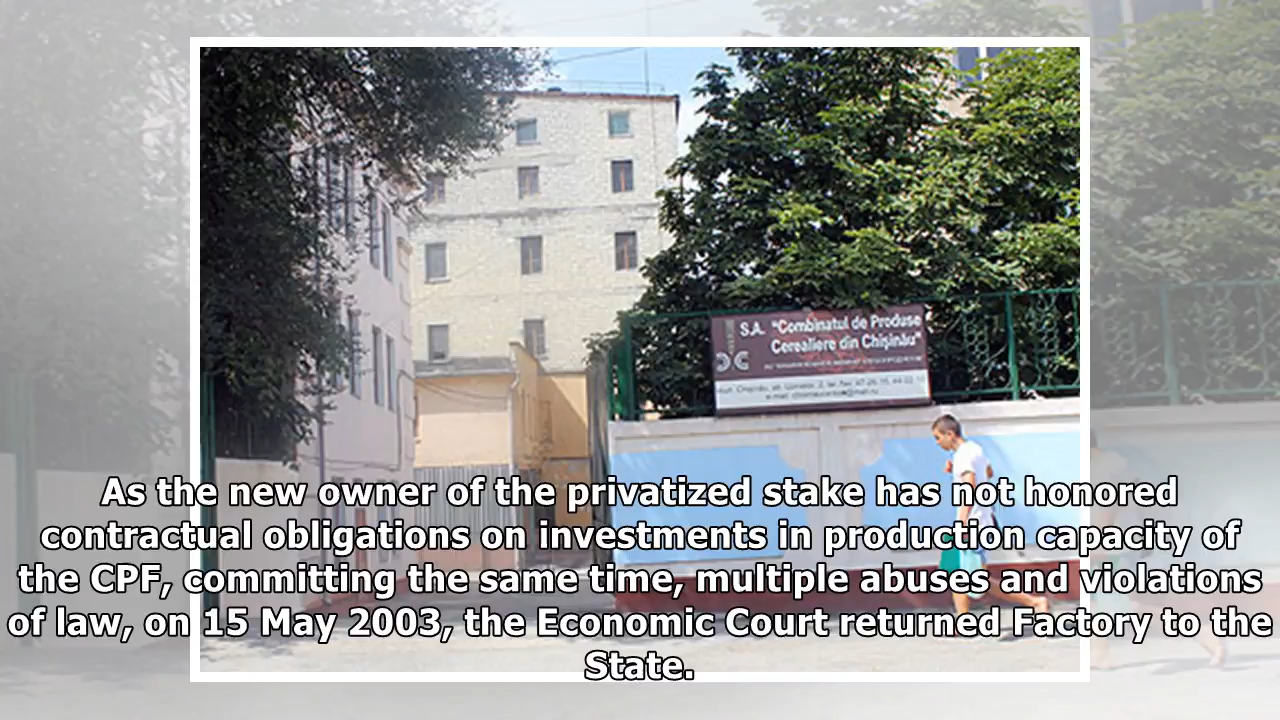 S.A. "Combinatul de Produse
Cerealiere din Chişinău"
As the new owner of the privatized stake has not honored
contractual obligations on investments in production capacity of
the CPF, committing the same time, multiple abuses and violations
of law, on 15 May 2003, the Economic Court returned Factory to the
State.